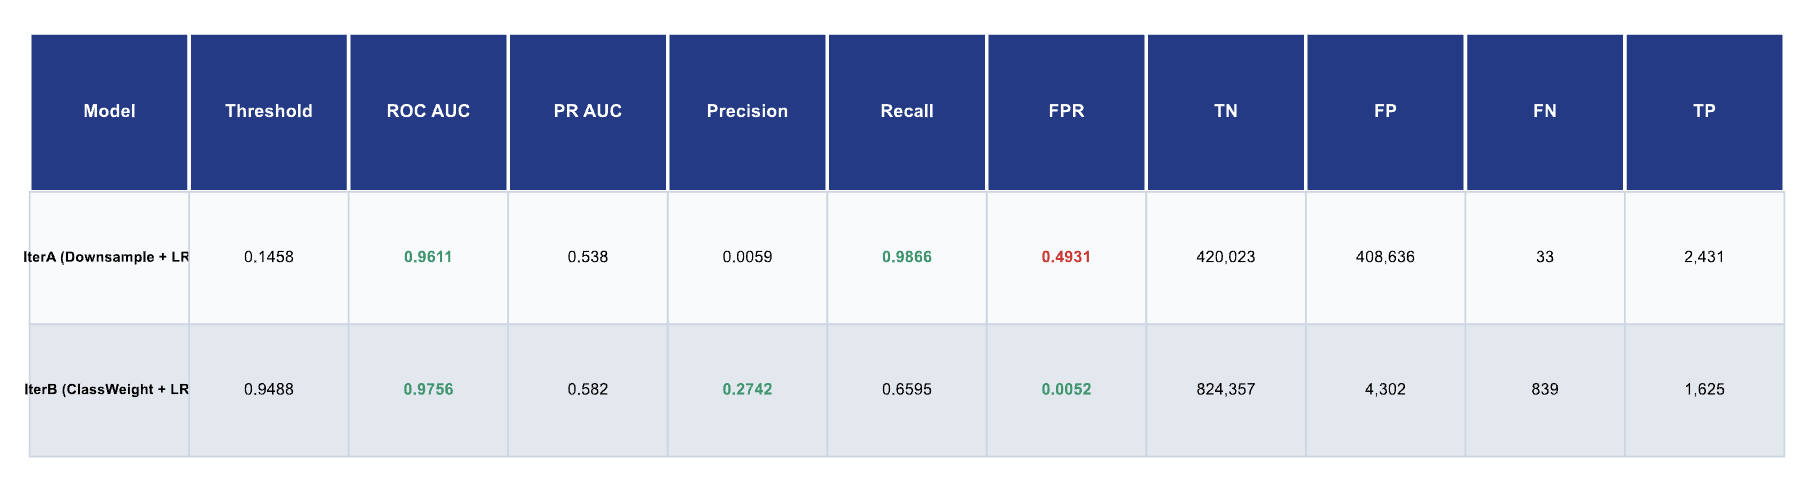 Model Threshold ROC AUC PR AUC Precision Recall FPR TN FP FN TP
IterA (Downsample + LR 0.1458 0.9611 0.538 0.0059 0.9866 0.4931 420,023 408,636 33 2,431
IterB (ClassWeight + LR 0.9488 0.9756 0.582 0.2742 0.6595 0.0052 824,357 4,302 839 1,625